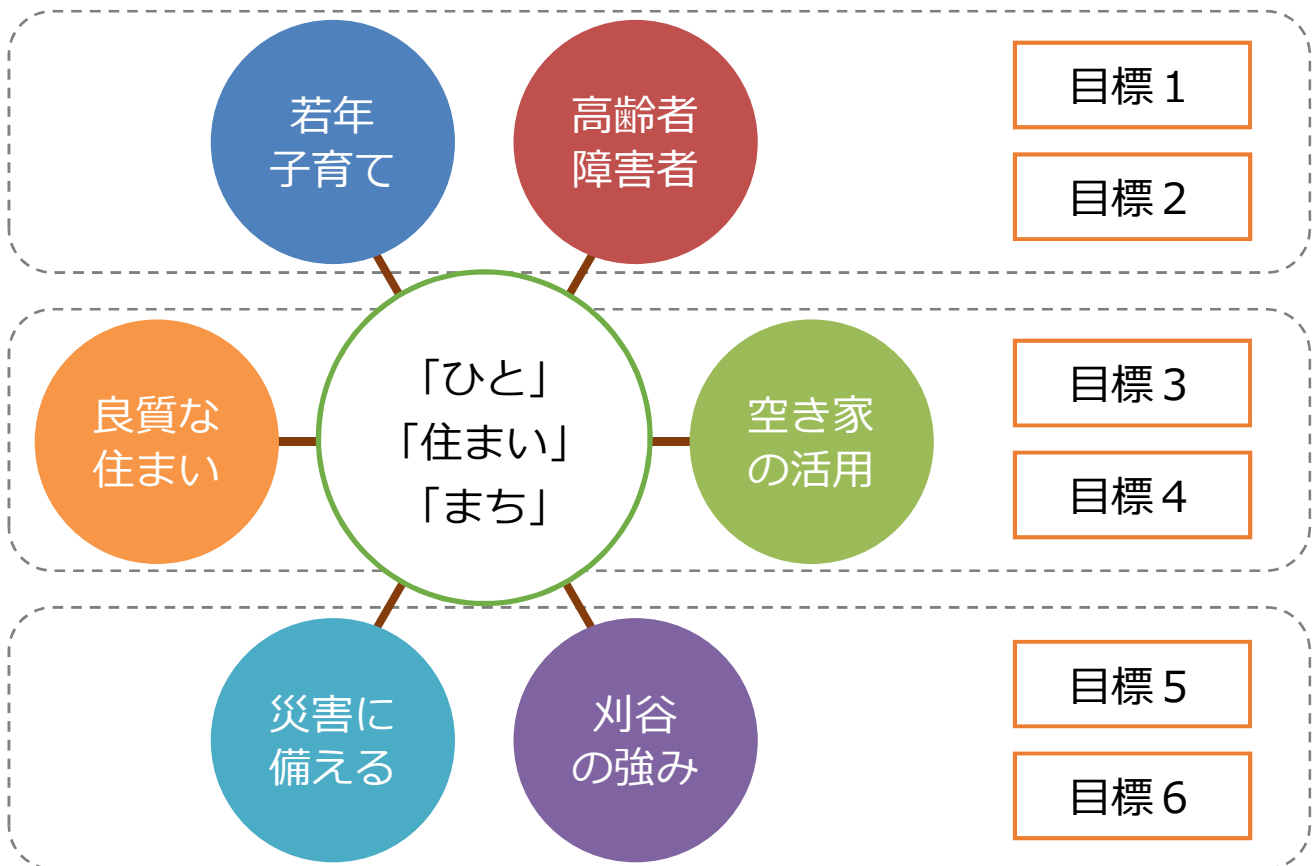 若年
子育て
高齢者
障害者
目標１
目標２
良質な
住まい
「ひと」
「住まい」
「まち」
空き家
の活用
目標３
目標４
災害に
備える
刈谷
の強み
目標５
目標６